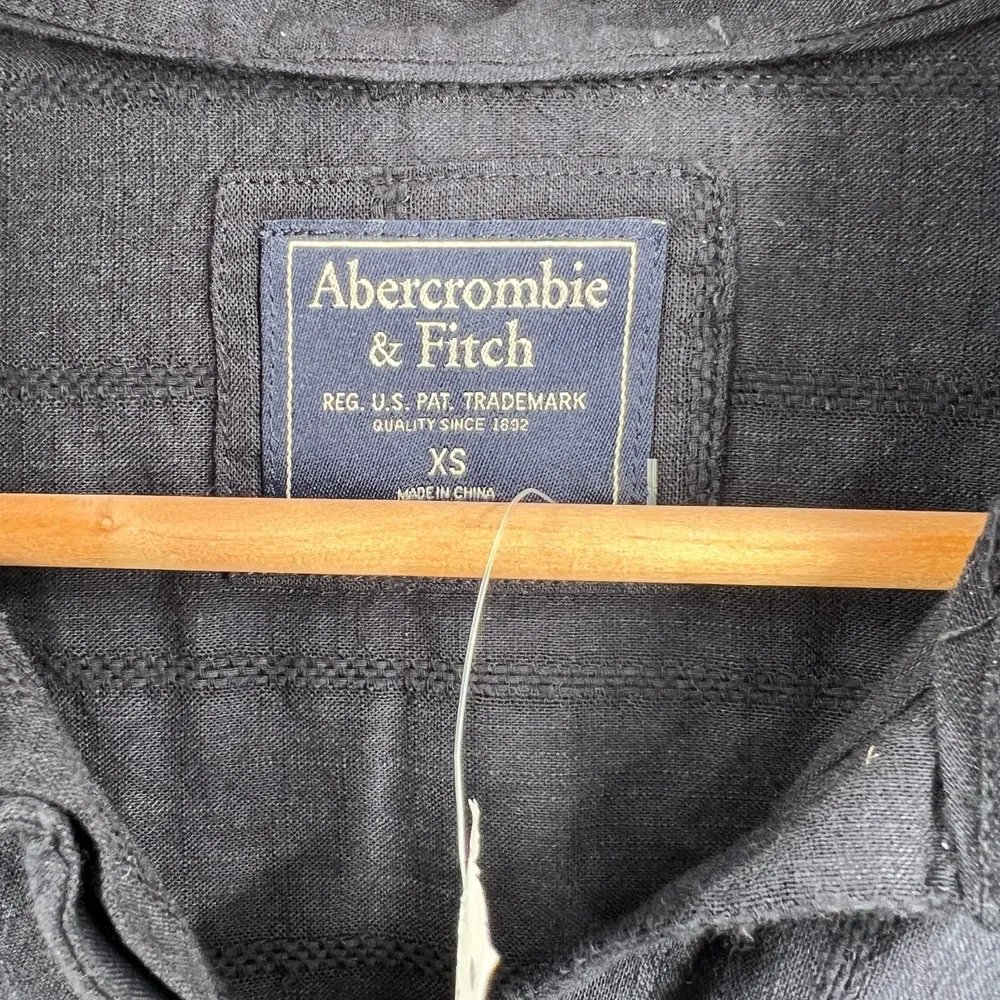 Abercrombie
& Fitch
REG. U.S. PAT. TRADEMARK
QUALITY SINCE 1892
XS
MADE IN CHINA